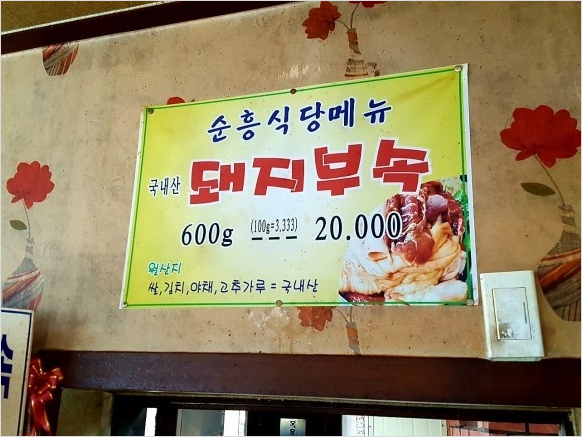 순흥식당메뉴
국내산 돼지부속
600g (100g=3,333) 20.000
원산지
쌀,김치,야채,고추가루=국내산